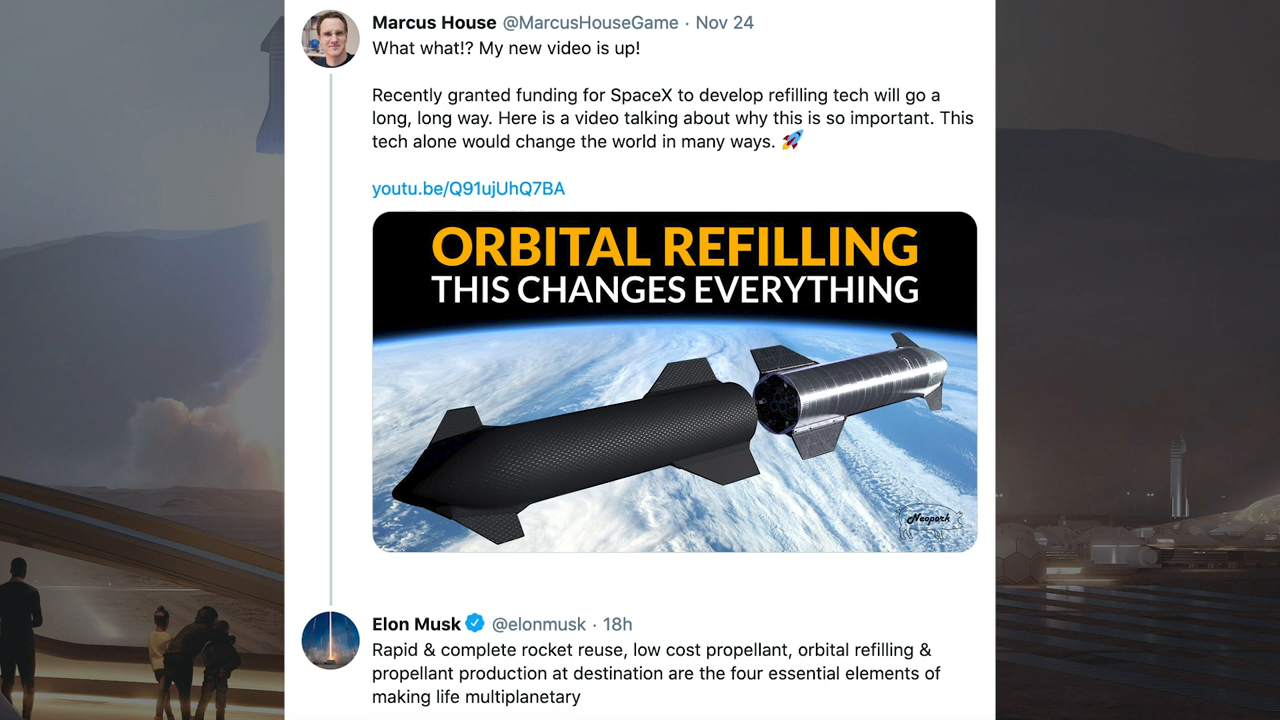 Marcus House @MarcusHouseGame · Nov 24
What what!? My new video is up!
Recently granted funding for SpaceX to develop refilling tech will go a
long, long way. Here is a video talking about why this is so important. This
tech alone would change the world in many ways. 🚀
youtu.be/Q91ujUhQ7BA
ORBITAL REFILLING
THIS CHANGES EVERYTHING
Neopork
Elon Musk @elonmusk · 18h
Rapid & complete rocket reuse, low cost propellant, orbital refilling &
propellant production at destination are the four essential elements of
making life multiplanetary